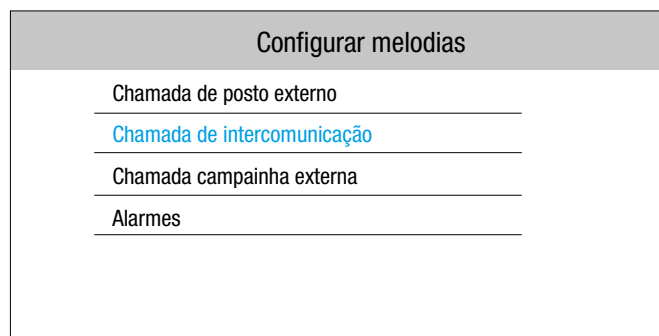 Configurar melodias
Chamada de posto externo
Chamada de intercomunicação
Chamada campainha externa
Alarmes